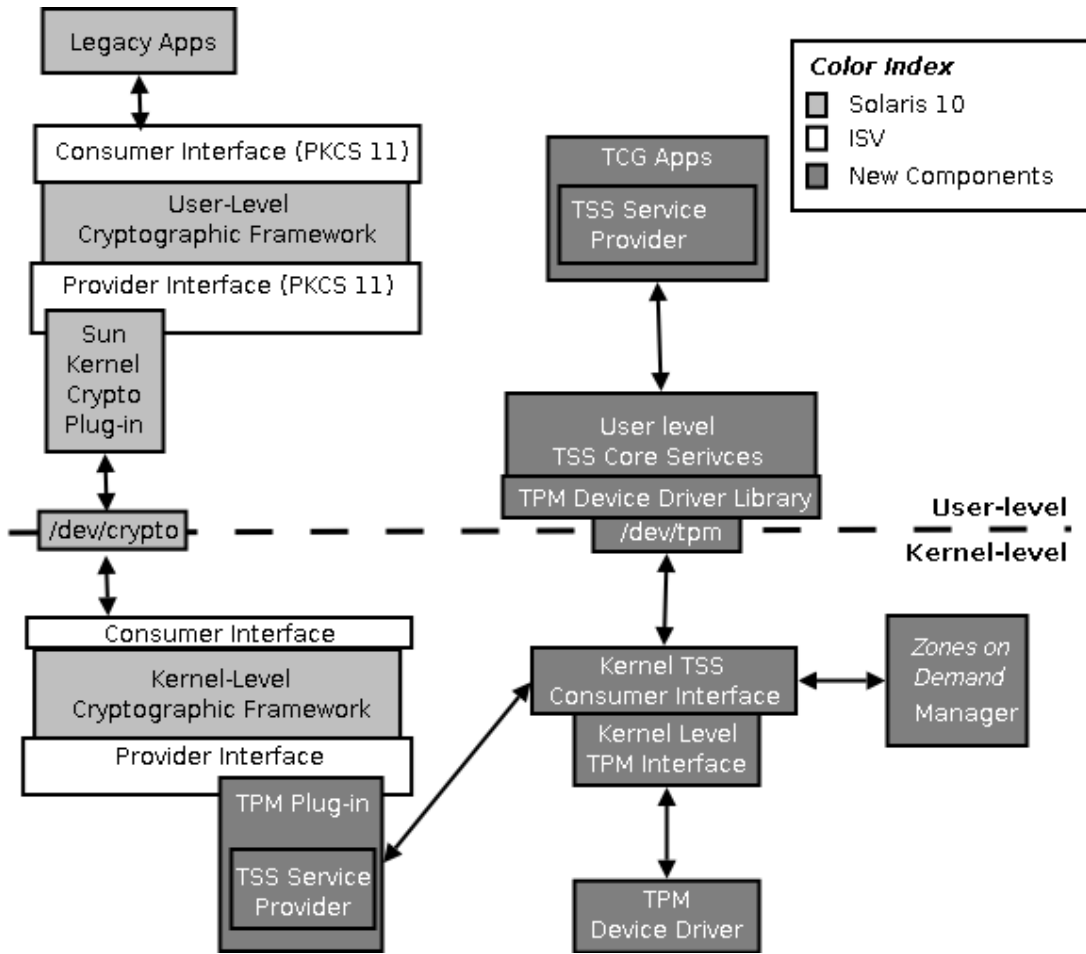 Legacy Apps
Consumer Interface (PKCS 11)
User-Level
Cryptographic Framework
Provider Interface (PKCS 11)
Sun
Kernel
Crypto
Plug-in
/dev/crypto
Consumer Interface
Kernel-Level
Cryptographic Framework
Provider Interface
TPM Plug-in
TSS Service
Provider
Color Index
Solaris 10
ISV
New Components
TCG Apps
TSS Service
Provider
User level
TSS Core Serivces
TPM Device Driver Library
/dev/tpm
User-level
Kernel-level
Kernel TSS
Consumer Interface
Kernel Level
TPM Interface
TPM
Device Driver
Zones on
Demand
Manager